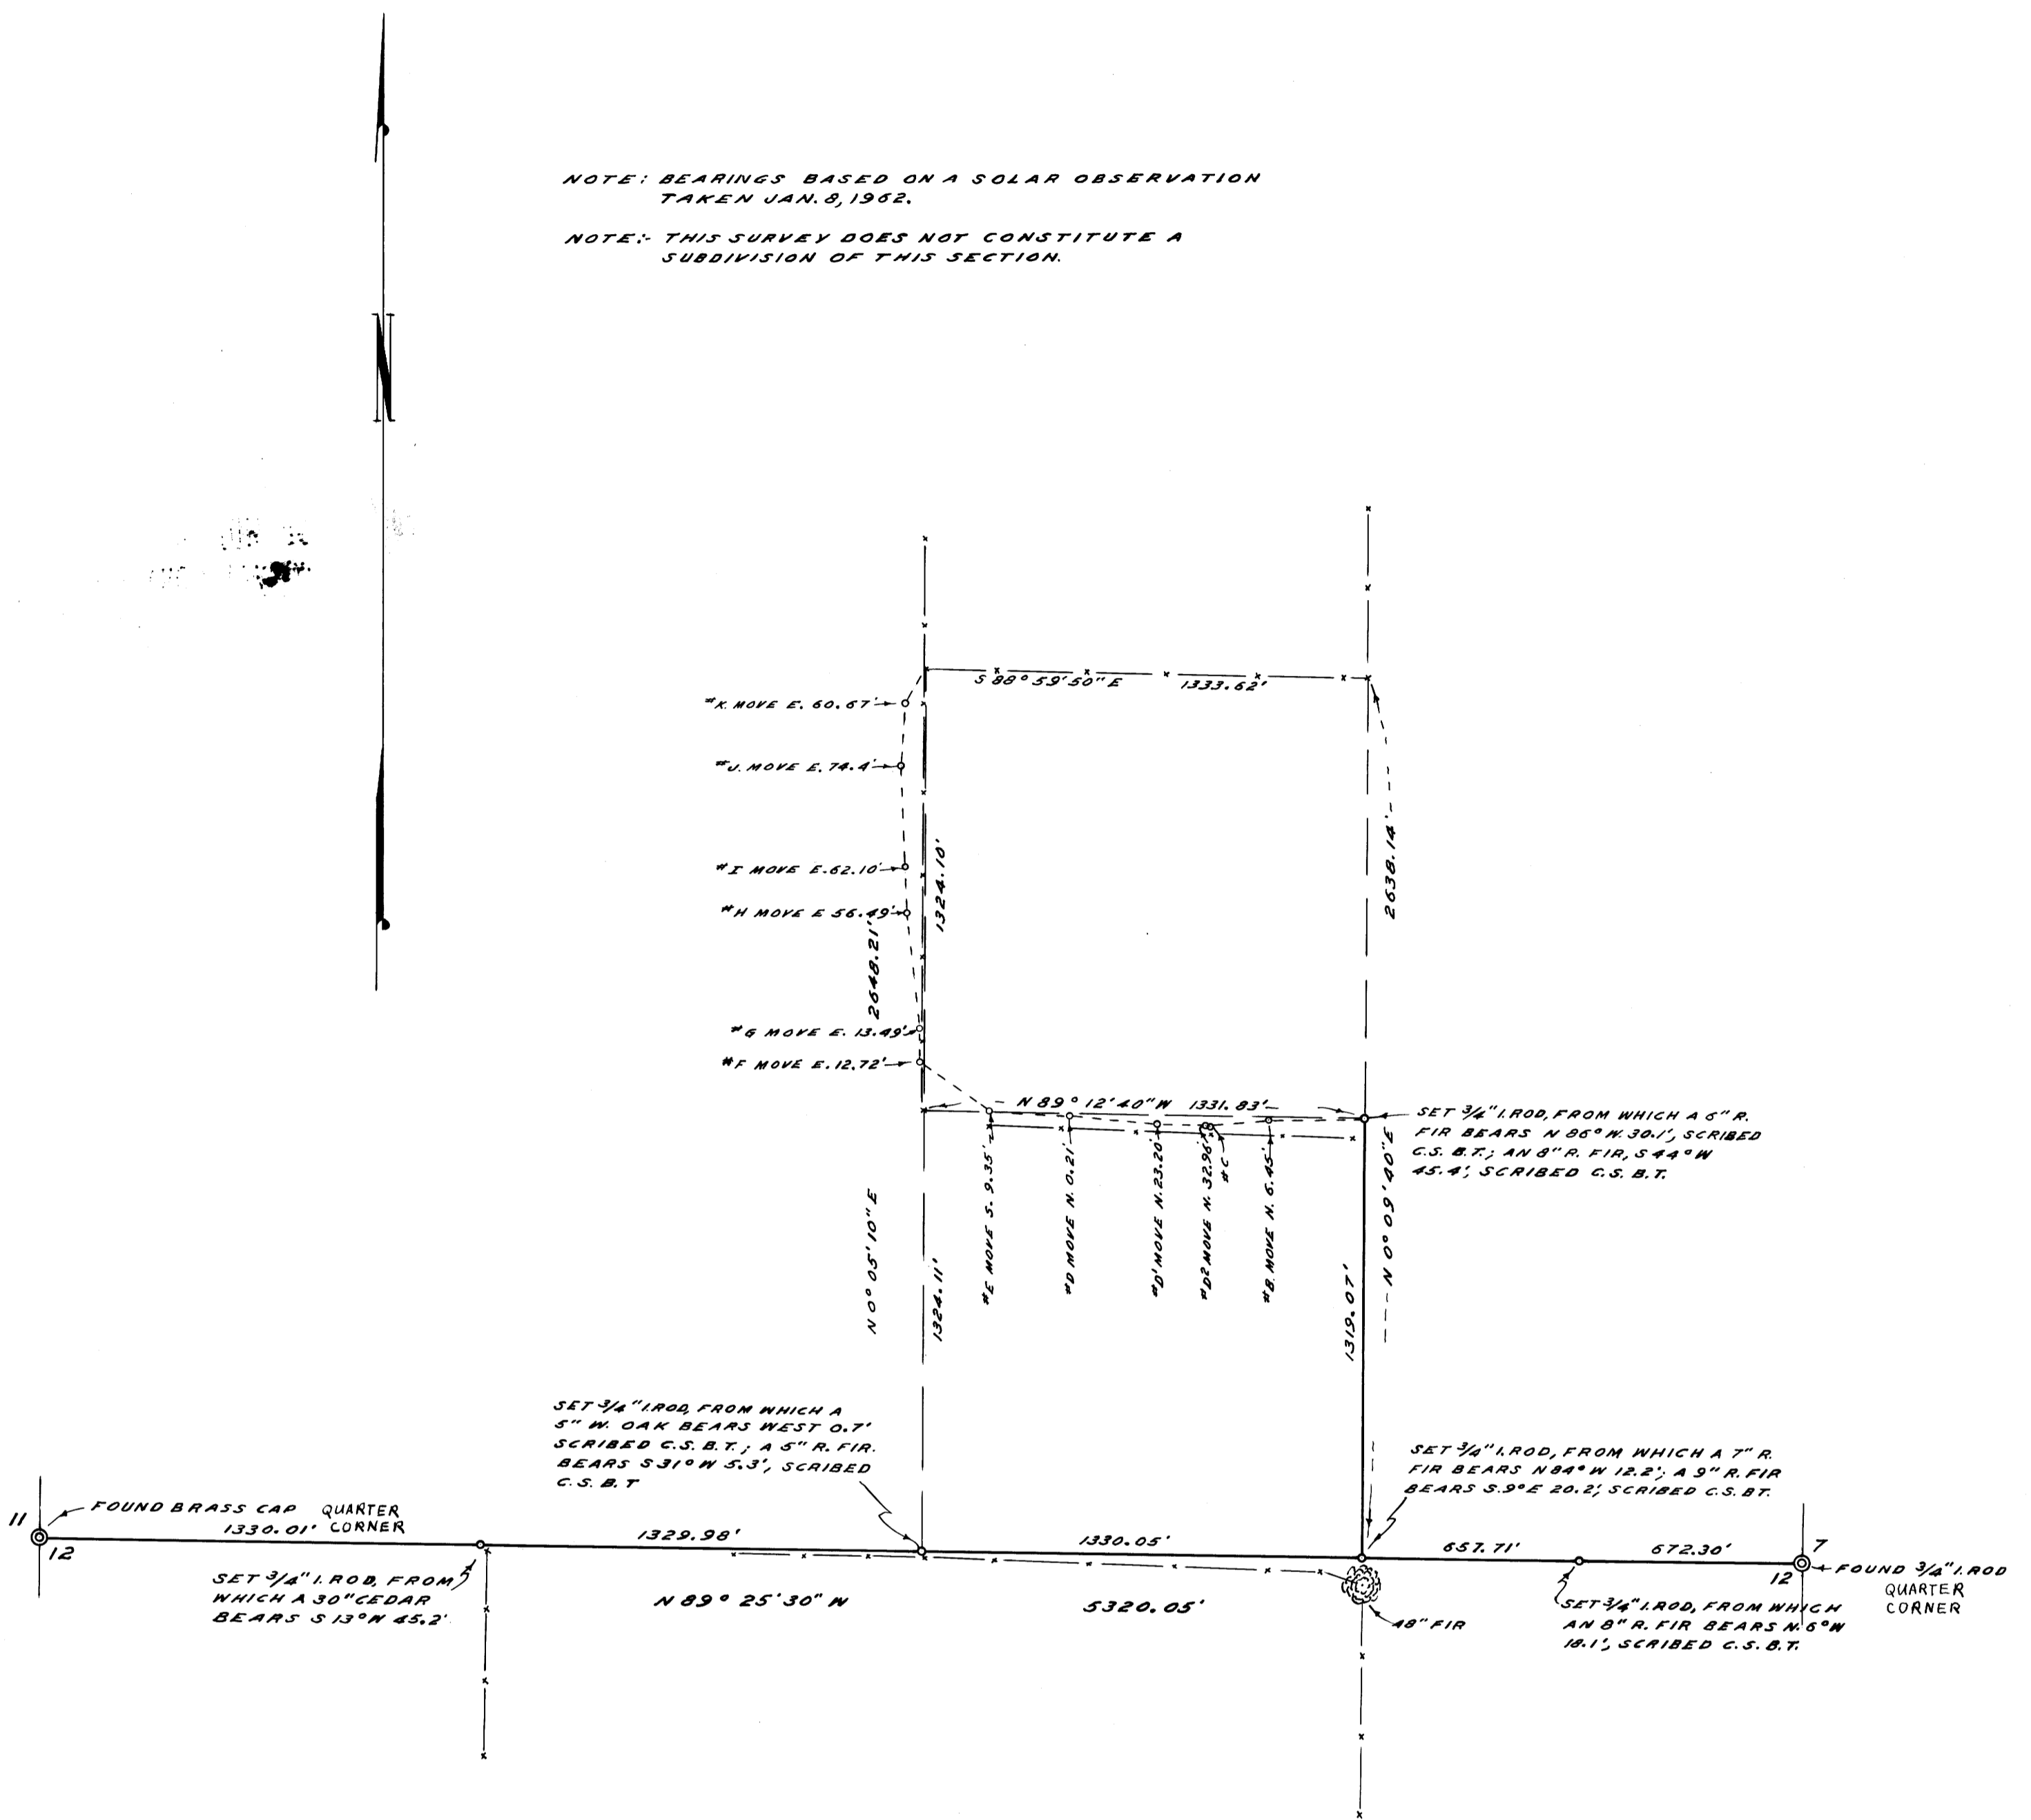 NOTE: BEARINGS BASED ON A SOLAR OBSERVATION
TAKEN JAN. 8, 1962.
NOTE:- THIS SURVEY DOES NOT CONSTITUTE A
SUBDIVISION OF THIS SECTION.
N
S 88° 59' 50" E 1333.62'
#K. MOVE E. 60.67'
#J. MOVE E. 74.4'
#I MOVE E. 62.10'
#H MOVE E 56.49'
#G MOVE E. 13.49'
#F MOVE E. 12.72'
2648.21'
1324.10'
2638.14'
N 89° 12' 40" W 1331.83'
SET 3/4" I. ROD, FROM WHICH A 6" R.
FIR BEARS N 86° W. 30.1', SCRIBED
C.S. B.T.; AN 8" R. FIR, S 44° W
45.4', SCRIBED C.S. B.T.
#E MOVE S. 9.35'
#D MOVE N. 0.21'
#D' MOVE N. 23.20'
#D2 MOVE N. 32.96'
#C
#B. MOVE N. 6.45'
N 0° 05' 10" E
1324.11'
1319.07'
N 0° 09' 40" E
SET 3/4" I. ROD, FROM WHICH A
5" W. OAK BEARS WEST 0.7'
SCRIBED C.S. B.T.; A 5" R. FIR.
BEARS S 31° W 5.3', SCRIBED
C.S. B.T
SET 3/4" I. ROD, FROM WHICH A 7" R.
FIR BEARS N 84° W 12.2'; A 9" R. FIR
BEARS S. 9° E 20.2', SCRIBED C.S. BT.
11
12
FOUND BRASS CAP QUARTER
CORNER
1330.01'
1329.98'
1330.05'
657.71'
672.30'
7
12
FOUND 3/4" I. ROD
QUARTER
CORNER
SET 3/4" I. ROD, FROM
WHICH A 30" CEDAR
BEARS S 13° W 45.2'
N 89° 25' 30" W 5320.05'
48" FIR
SET 3/4" I. ROD, FROM WHICH
AN 8" R. FIR BEARS N. 6° W
18.1', SCRIBED C.S. B.T.